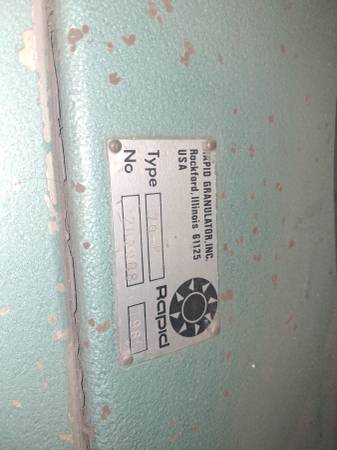 RAPID GRANULATOR, INC.
Rockford, Illinois 61125
USA
Type
No
Rapid